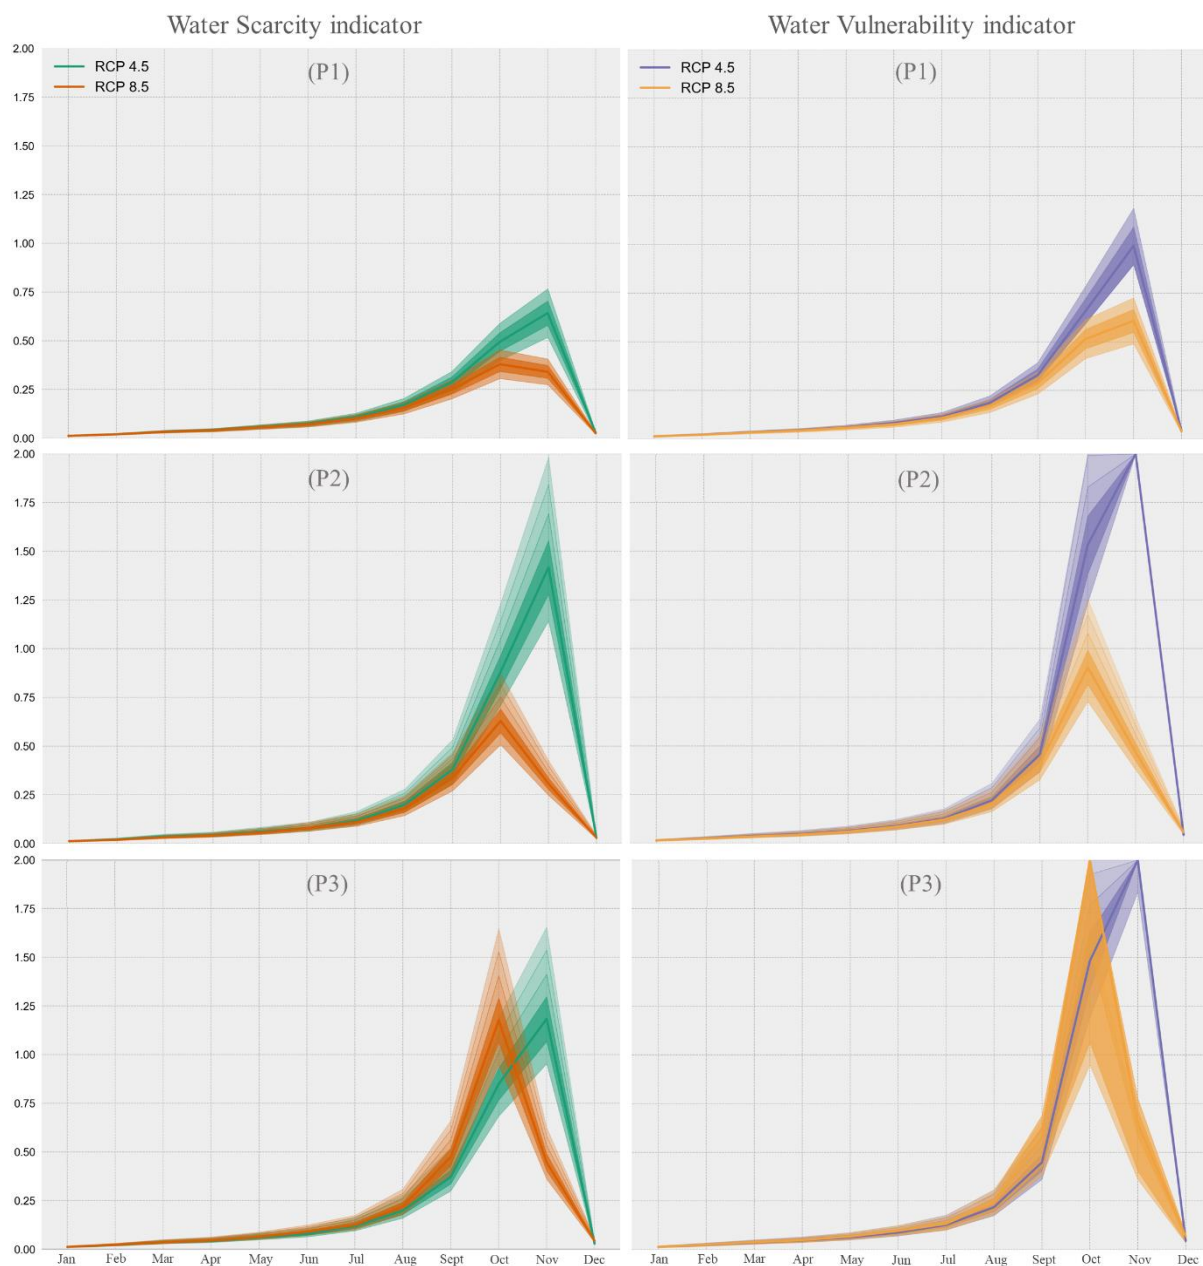 Water Scarcity indicator
Water Vulnerability indicator
2.00
1.75
1.50
1.25
1.00
0.75
0.50
0.25
0.00
RCP 4.5
RCP 8.5
(P1)
RCP 4.5
RCP 8.5
(P1)
2.00
1.75
1.50
1.25
1.00
0.75
0.50
0.25
0.00
(P2)
(P2)
2.00
1.75
1.50
1.25
1.00
0.75
0.50
0.25
0.00
(P3)
(P3)
Jan Feb Mar Apr May Jun Jul Aug Sept Oct Nov Dec
Jan Feb Mar Apr May Jun Jul Aug Sept Oct Nov Dec